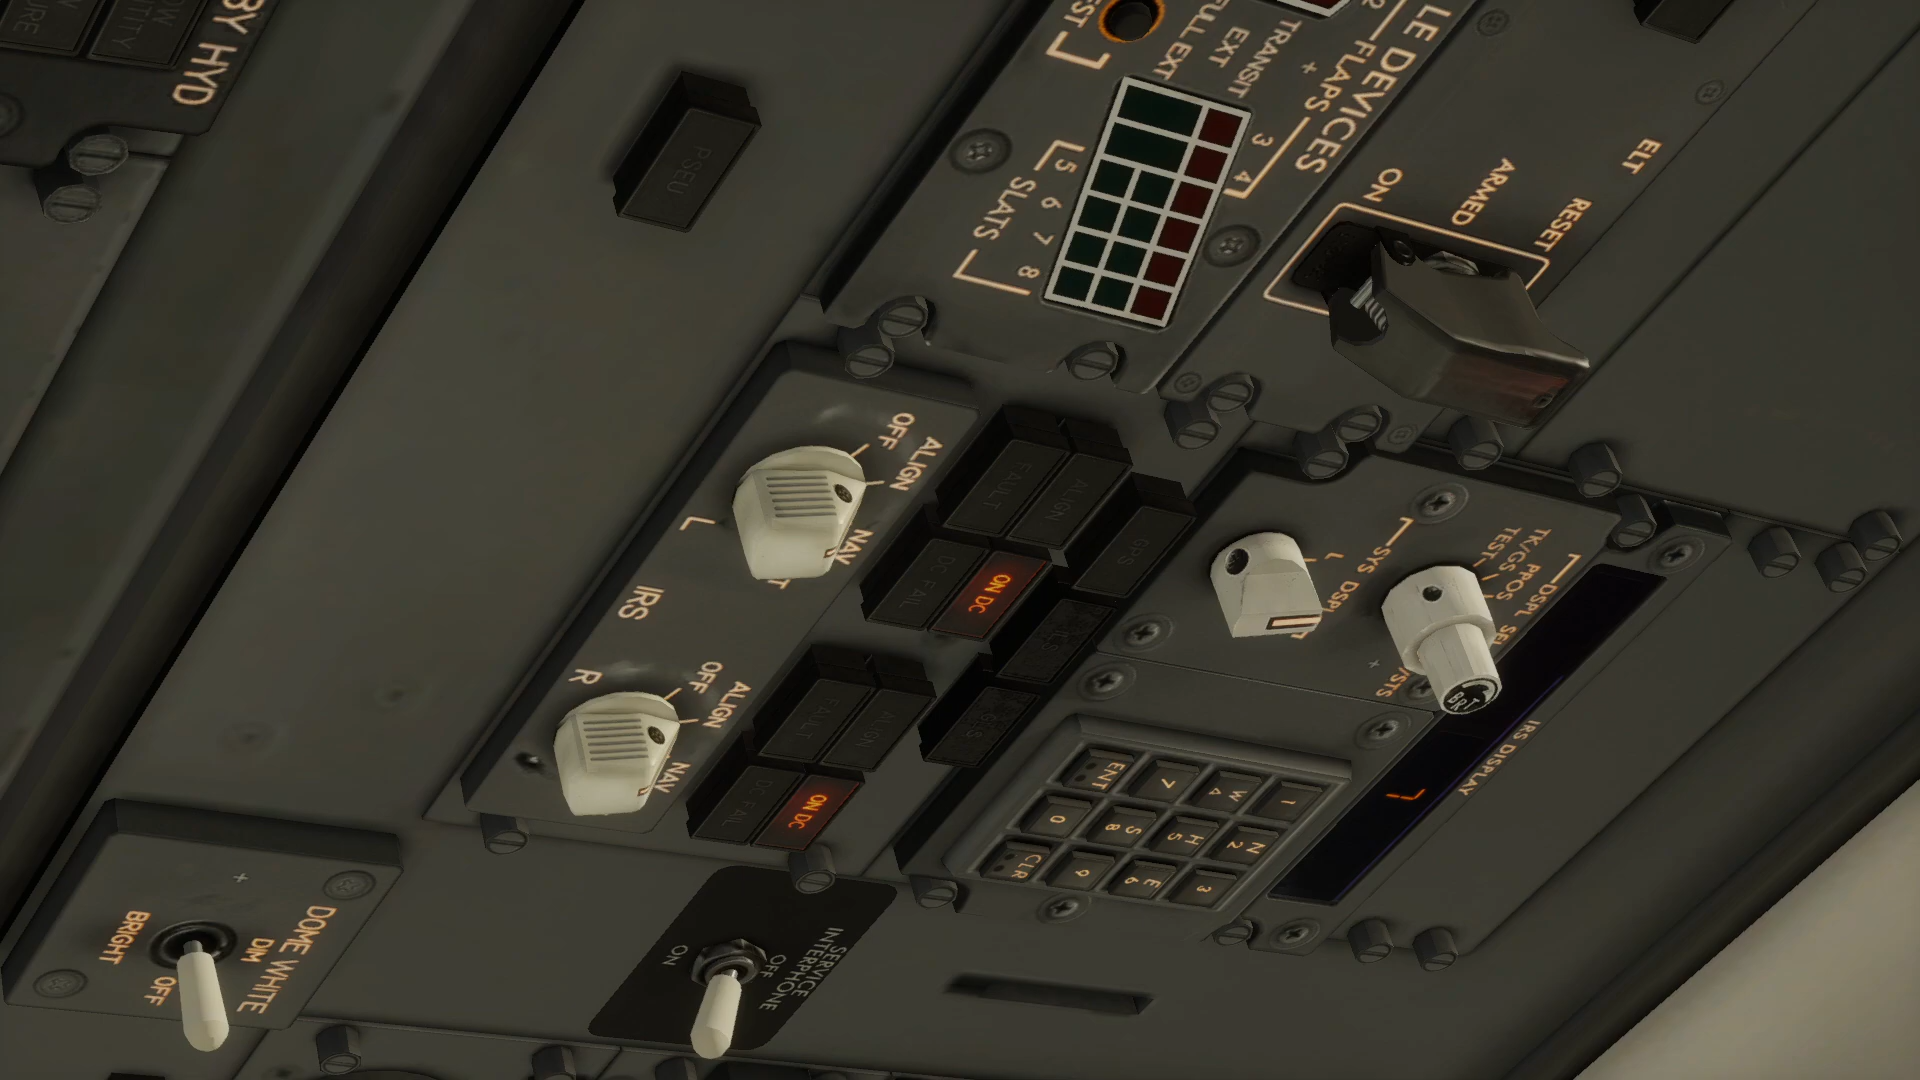 BY HYD
PSEU
LE DEVICES
FLAPS
TRANSIT
EXT
FULL EXT
3
4
5
6
7
8
SLATS
ELT
ON
ARMED
RESET
OFF
ALIGN
NAV
L
IRS
R
OFF
ALIGN
NAV
FAULT
ALIGN
DC FAIL
ON DC
GPS
FAULT
ALIGN
DC FAIL
ON DC
SYS DSPL
L
TEST
TK/GS
PPOS
DSPL SEL
BRT
IRS DISPLAY
1
N
2
3
W
4
H
5
E
6
7
S
8
9
ENT
0
CLR
DOME WHITE
DIM
OFF
BRIGHT
SERVICE
INTERPHONE
OFF
ON